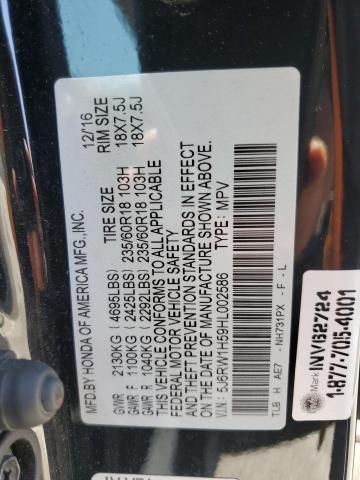 MFD.BY HONDA OF AMERICA MFG.,INC. 12/16
TIRE SIZE RIM SIZE
GVWR 2130KG (4695LBS)
GAWR F 1100KG (2425LBS) 235/60R18 103H 18X7.5J
GAWR R 1040KG (2292LBS) 235/60R18 103H 18X7.5J
THIS VEHICLE CONFORMS TO ALL APPLICABLE
FEDERAL MOTOR VEHICLE SAFETY
AND THEFT PREVENTION STANDARDS IN EFFECT
ON THE DATE OF MANUFACTURE SHOWN ABOVE.
V.I.N.: 5J6RW1H59HL002586 TYPE: MPV
TLB H AE7 - NH731PX - F - L
Mark INV62724
1-877-705-4001